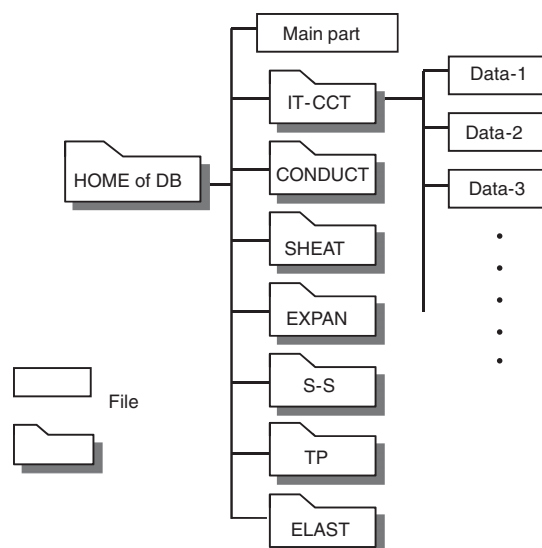 Main part
IT-CCT
Data-1
Data-2
HOME of DB
CONDUCT
Data-3
SHEAT
EXPAN
S-S
File
TP
ELAST